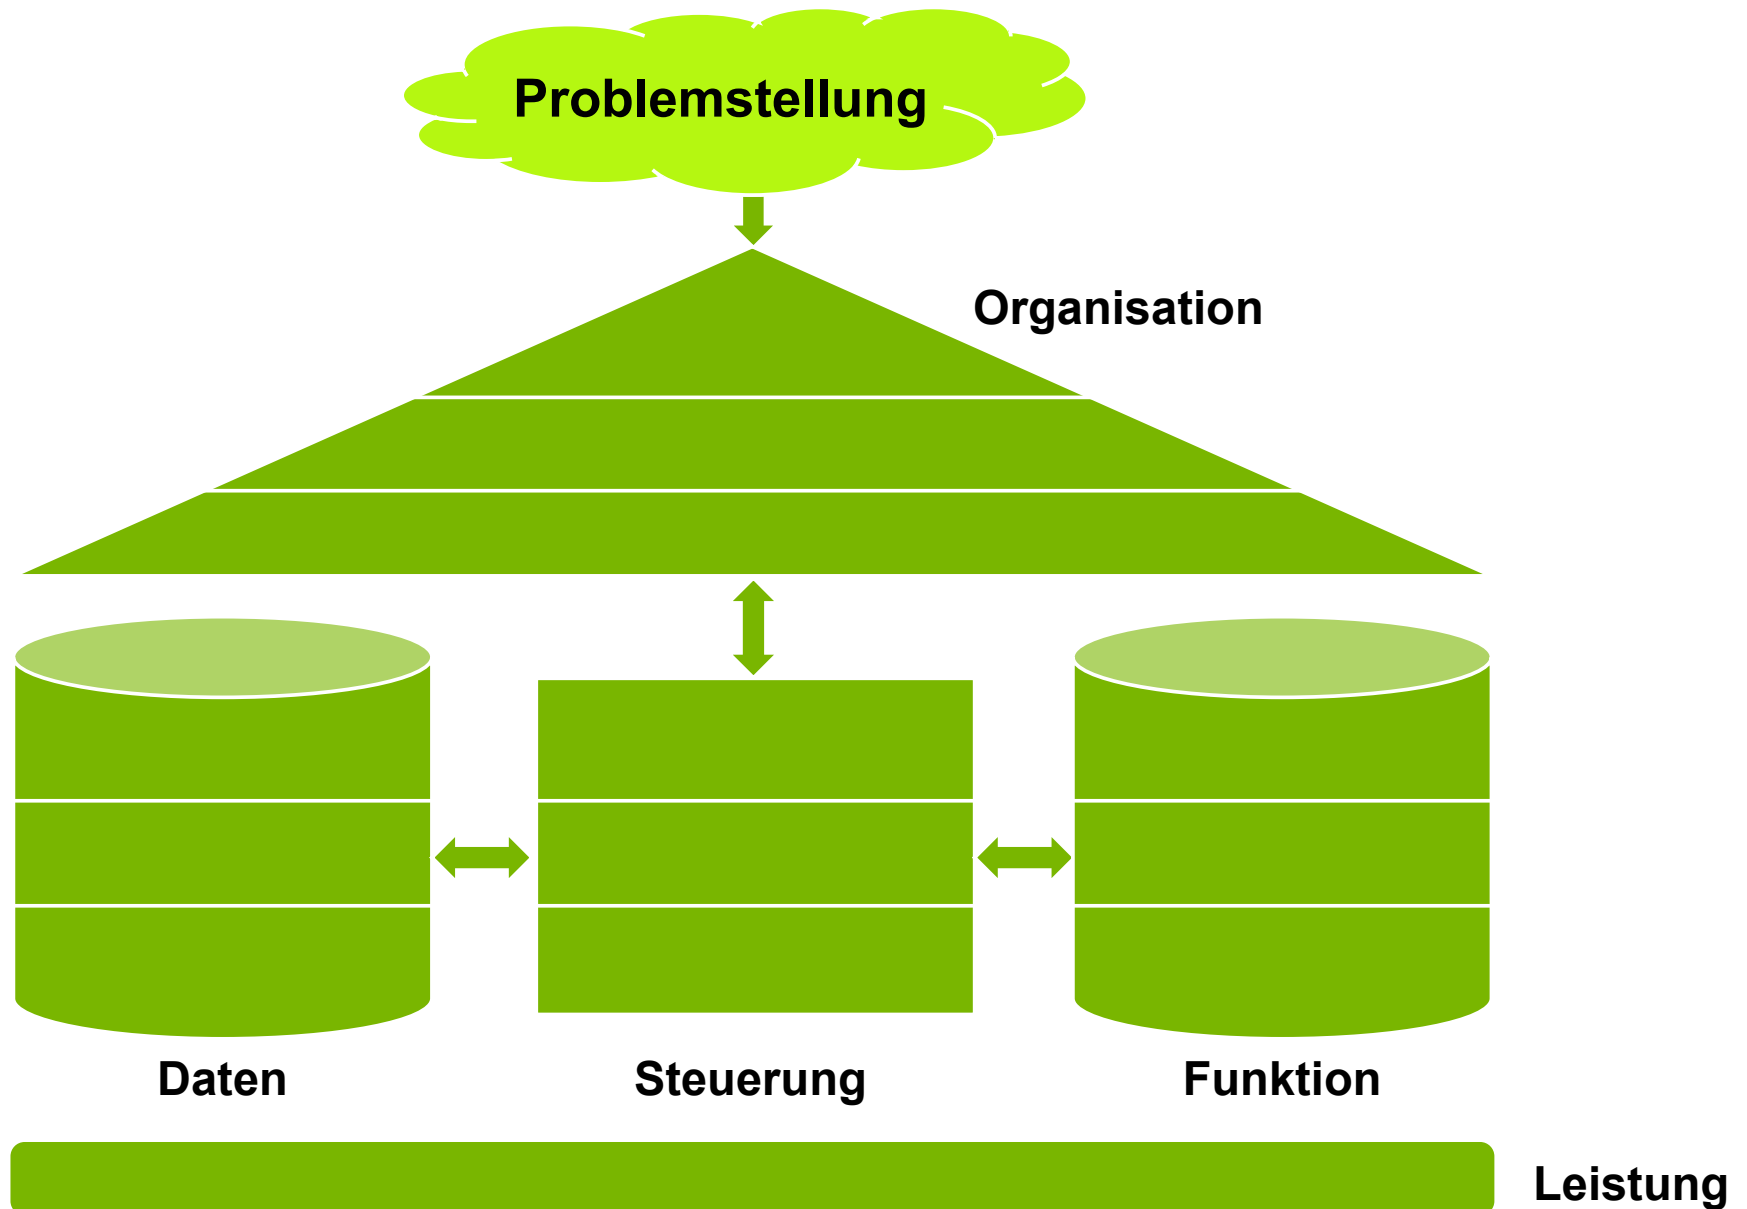 Problemstellung
Organisation
Daten
Steuerung
Funktion
Leistung